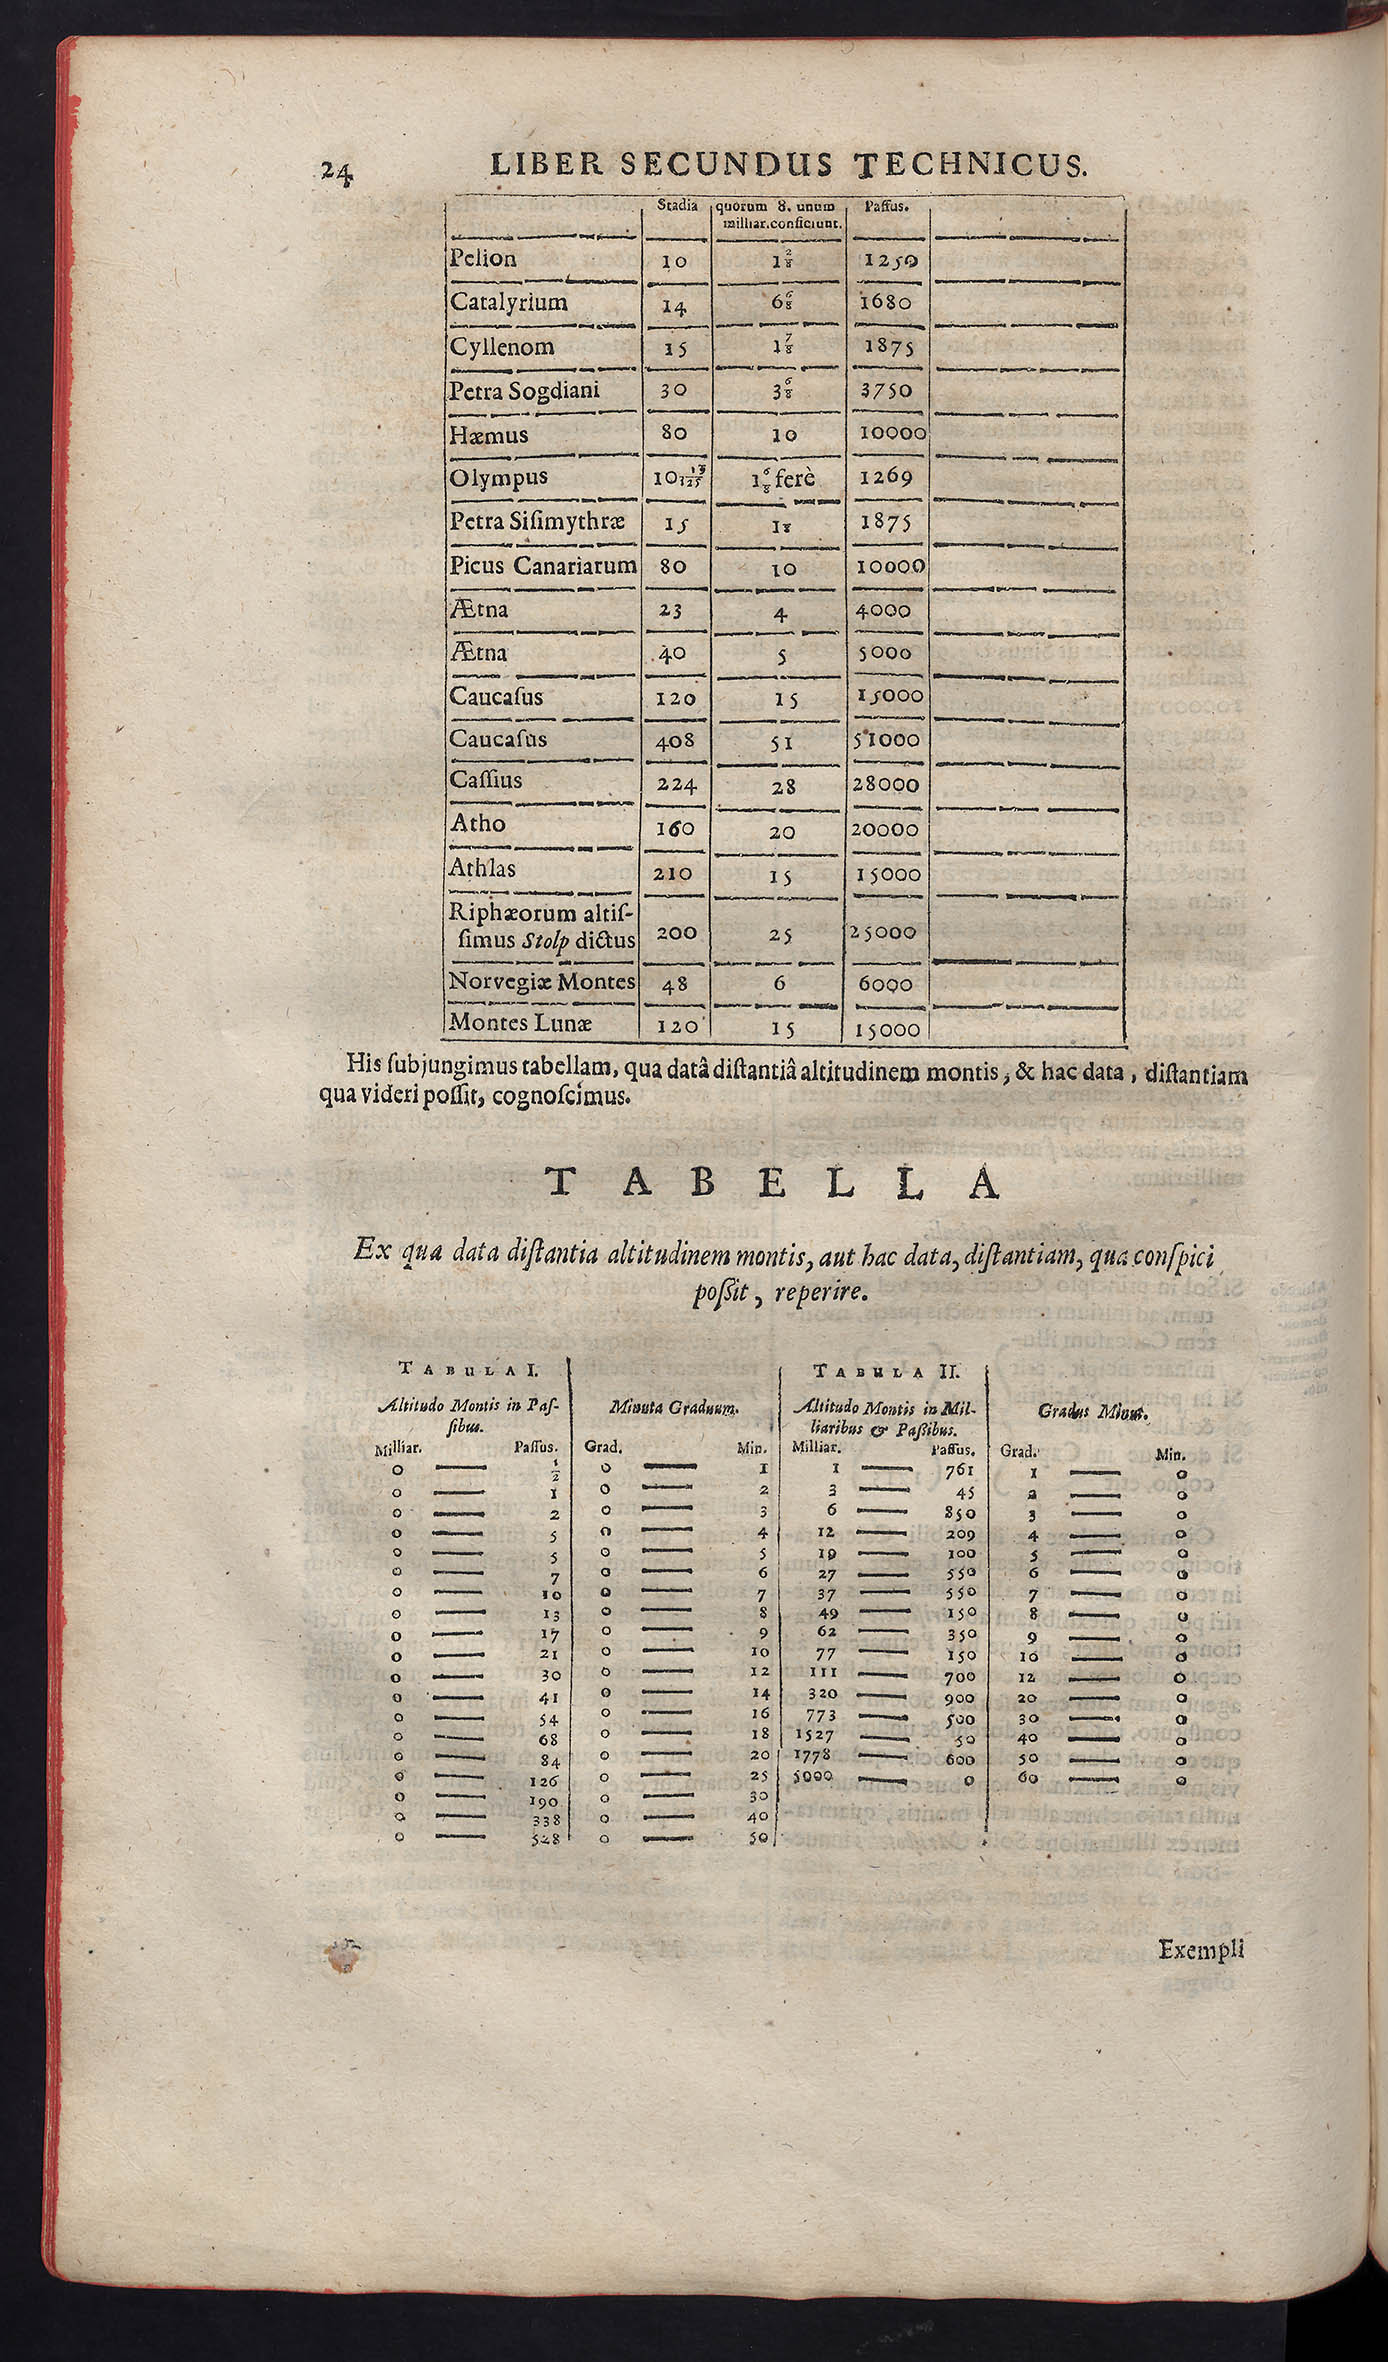 24 LIBER SECUNDUS TECHNICUS.
Stadia quorum 8. unum milliar.conficiunt. Paſſus.
Pelion 10 1 2/8 1250
Catalyrium 14 6 6/8 1680
Cyllenom 15 1 7/8 1875
Petra Sogdiani 30 3 6/8 3750
Hæmus 80 10 10000
Olympus 10 1 6/8 ferè 1269
Petra Siſimythræ 15 1875
Picus Canariarum 80 10 10000
Ætna 23 4 4000
Ætna 40 5 5000
Caucaſus 120 15 15000
Caucaſus 408 51 51000
Caſſius 224 28 28000
Atho 160 20 20000
Athlas 210 15 15000
Riphæorum altiſ-
ſimus Stolp dictus 200 25 25000
Norvegiæ Montes 48 6 6000
Montes Lunæ 120 15 15000
His ſubjungimus tabellam, qua datâ diſtantiâ altitudinem montis, & hac data, diſtantiam
qua videri poſſit, cognoſcimus.
TABELLA
Ex qua data diſtantia altitudinem montis, aut hac data, diſtantiam, qua conſpici
poſſit, reperire.
TABULA I. TABULA II.
Altitudo Montis in Paſ- Minuta Graduum. Altitudo Montis in Mil- Gradus Minut.
ſibus. liaribus & Paſſibus.
Milliar. Paſſus. Grad. Min. Milliar. Paſſus. Grad. Min.
0 — 1/2 0 — 1 1 — 761 1 — 0
0 — 1 0 — 2 3 — 45 2 — 0
0 — 2 0 — 3 6 — 850 3 — 0
0 — 5 0 — 4 12 — 209 4 — 0
0 — 5 0 — 5 19 — 100 5 — 0
0 — 7 0 — 6 27 — 550 6 — 0
0 — 10 0 — 7 37 — 550 7 — 0
0 — 13 0 — 8 49 — 150 8 — 0
0 — 17 0 — 9 62 — 350 9 — 0
0 — 21 0 — 10 77 — 150 10 — 0
0 — 30 0 — 12 111 — 700 12 — 0
0 — 41 0 — 14 320 — 900 20 — 0
0 — 54 0 — 16 773 — 500 30 — 0
0 — 68 0 — 18 1527 — 50 40 — 0
0 — 84 0 — 20 1778 — 600 50 — 0
0 — 126 0 — 25 5000 — 0 60 — 0
0 — 190 0 — 30
0 — 338 0 — 40
0 — 528 0 — 50
Exempli